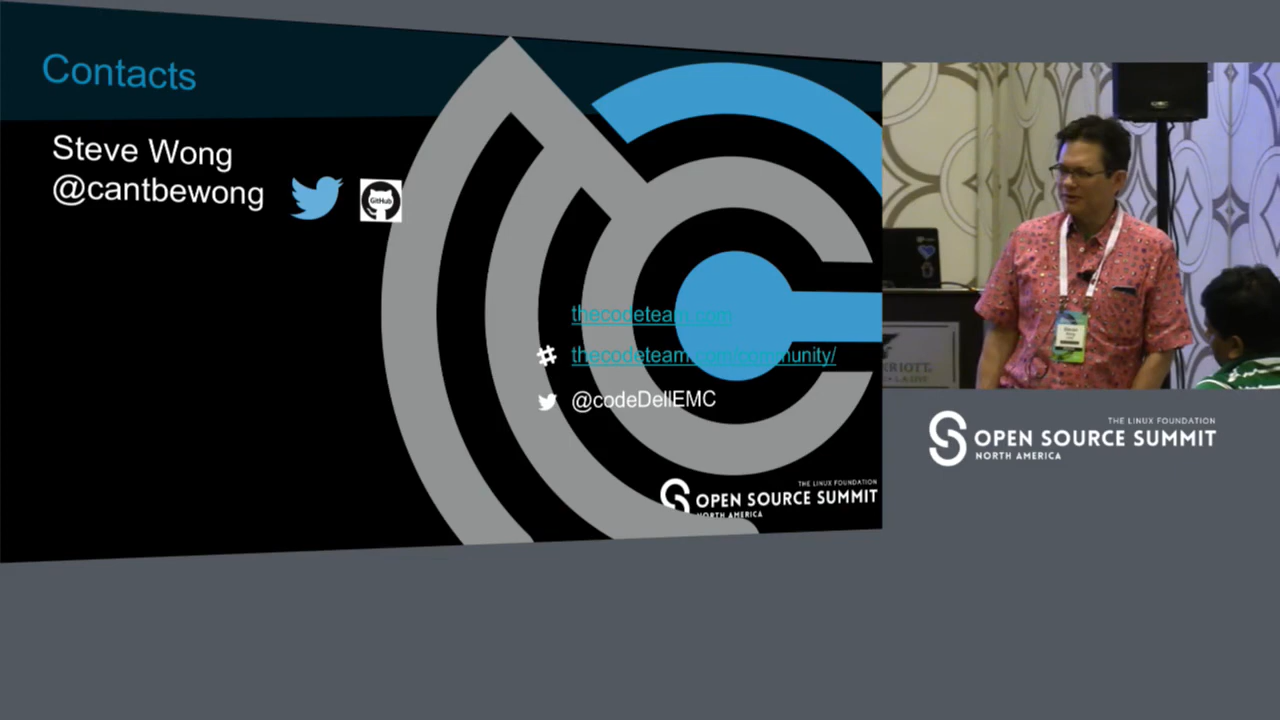 Contacts
Steve Wong
@cantbewong
GitHub
thecodeteam.com
thecodeteam.com/community/
@codeDellEMC
THE LINUX FOUNDATION
OPEN SOURCE SUMMIT
NORTH AMERICA
THE LINUX FOUNDATION
OPEN SOURCE SUMMIT
NORTH AMERICA